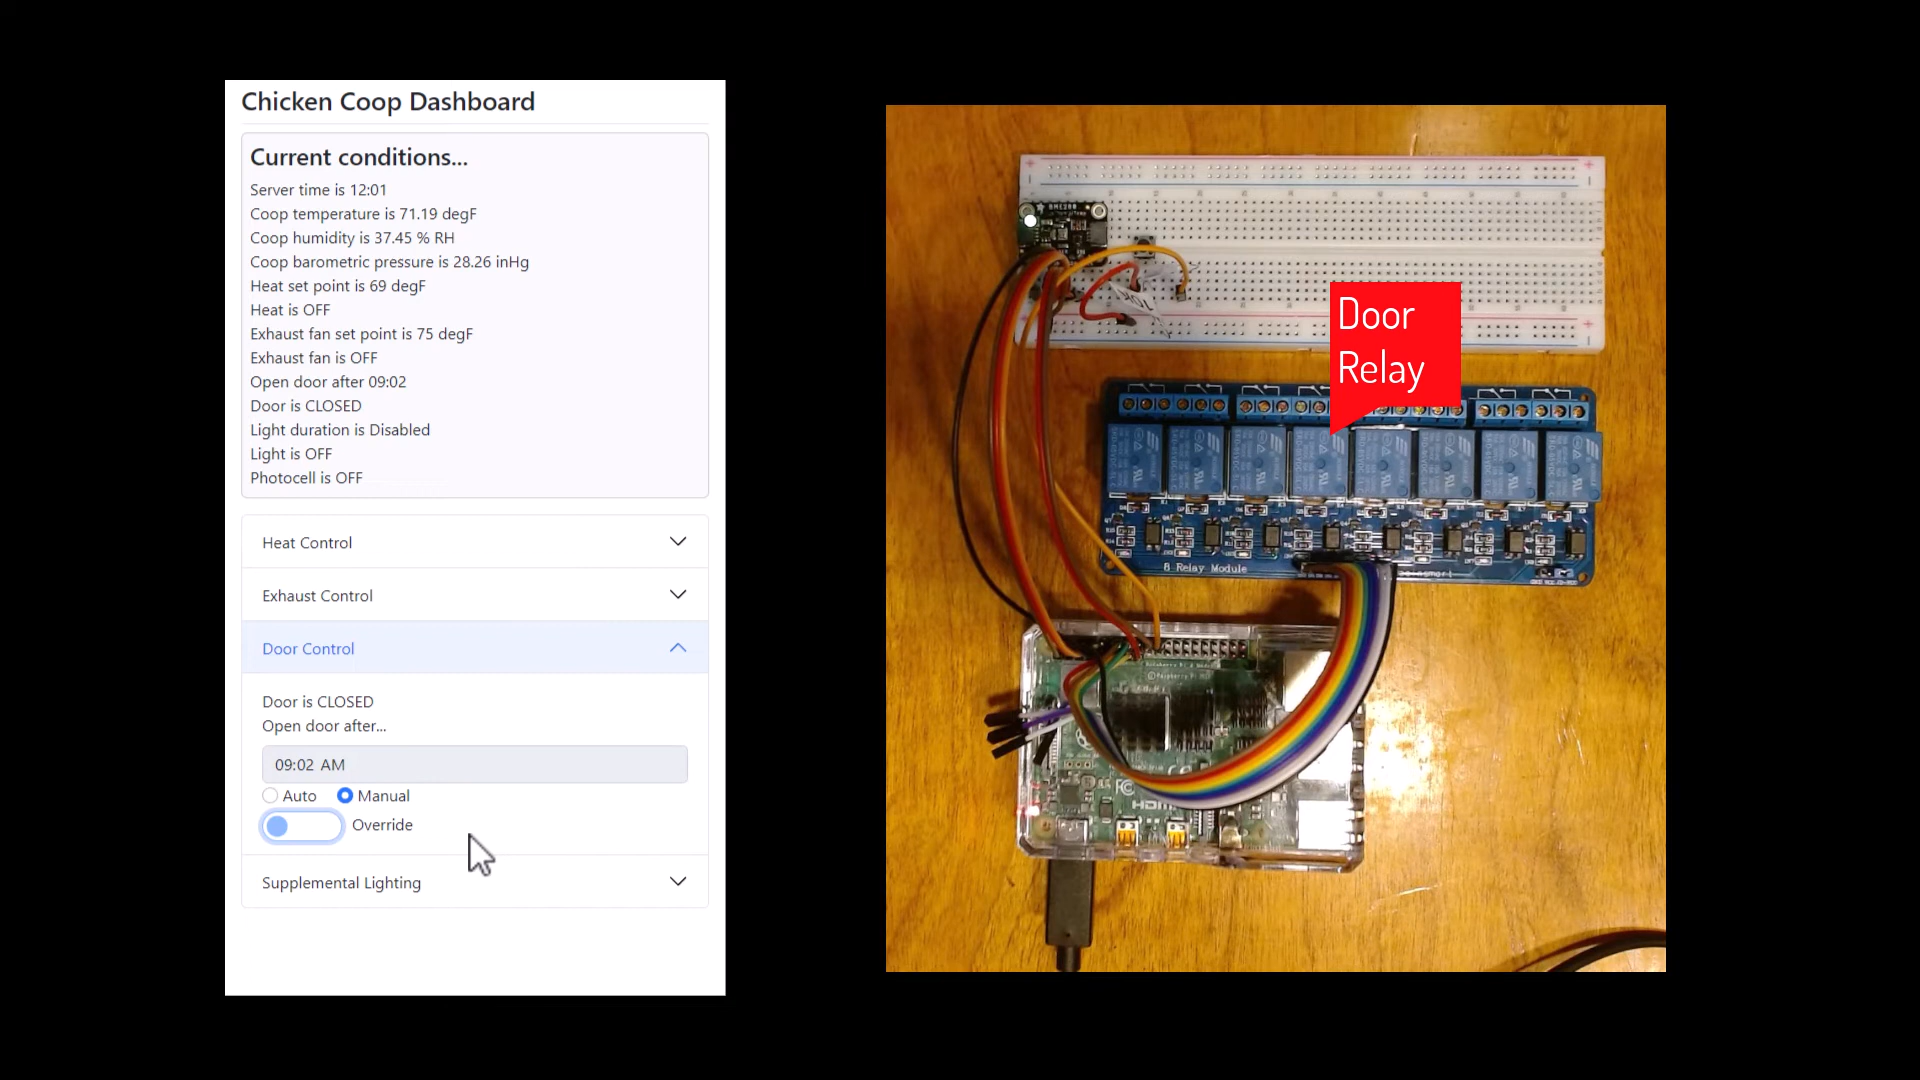 Chicken Coop Dashboard
Current conditions...
Server time is 12:01
Coop temperature is 71.19 degF
Coop humidity is 37.45 % RH
Coop barometric pressure is 28.26 inHg
Heat set point is 69 degF
Heat is OFF
Exhaust fan set point is 75 degF
Exhaust fan is OFF
Open door after 09:02
Door is CLOSED
Light duration is Disabled
Light is OFF
Photocell is OFF
Heat Control
Exhaust Control
Door Control
Door is CLOSED
Open door after...
09:02 AM
Auto
Manual
Override
Supplemental Lighting
Door
Relay
8 Relay Module
HDMI